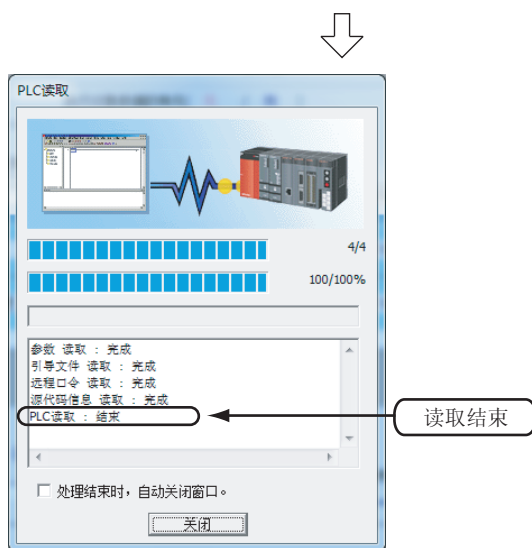 PLC读取
4/4
100/100%
参数 读取 : 完成
引导文件 读取 : 完成
远程口令 读取 : 完成
源代码信息 读取 : 完成
PLC读取 : 结束
读取结束
处理结束时，自动关闭窗口。
关闭